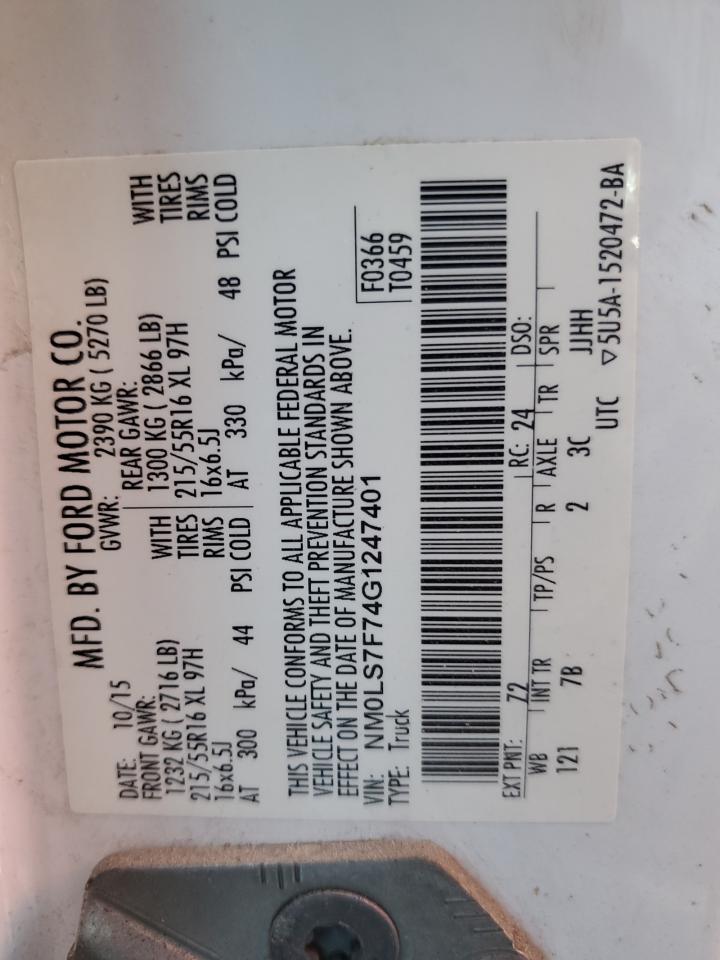 MFD. BY FORD MOTOR CO.
DATE: 10/15 GVWR: 2390 KG ( 5270 LB)
FRONT GAWR: REAR GAWR:
1232 KG ( 2716 LB) WITH 1300 KG ( 2866 LB) WITH
215/55R16 XL 97H TIRES 215/55R16 XL 97H TIRES
16x6.5J RIMS 16x6.5J RIMS
AT 300 kPa/ 44 PSI COLD AT 330 kPa/ 48 PSI COLD
THIS VEHICLE CONFORMS TO ALL APPLICABLE FEDERAL MOTOR
VEHICLE SAFETY AND THEFT PREVENTION STANDARDS IN
EFFECT ON THE DATE OF MANUFACTURE SHOWN ABOVE.
VIN: NM0LS7F74G1247401 F0366
TYPE: Truck T0459
EXT PNT: 7Z RC: 24 DSO:
WB INT TR TP/PS R AXLE TR SPR
121 7B 2 3C JJHH
UTC ▽5U5A-1520472-BA